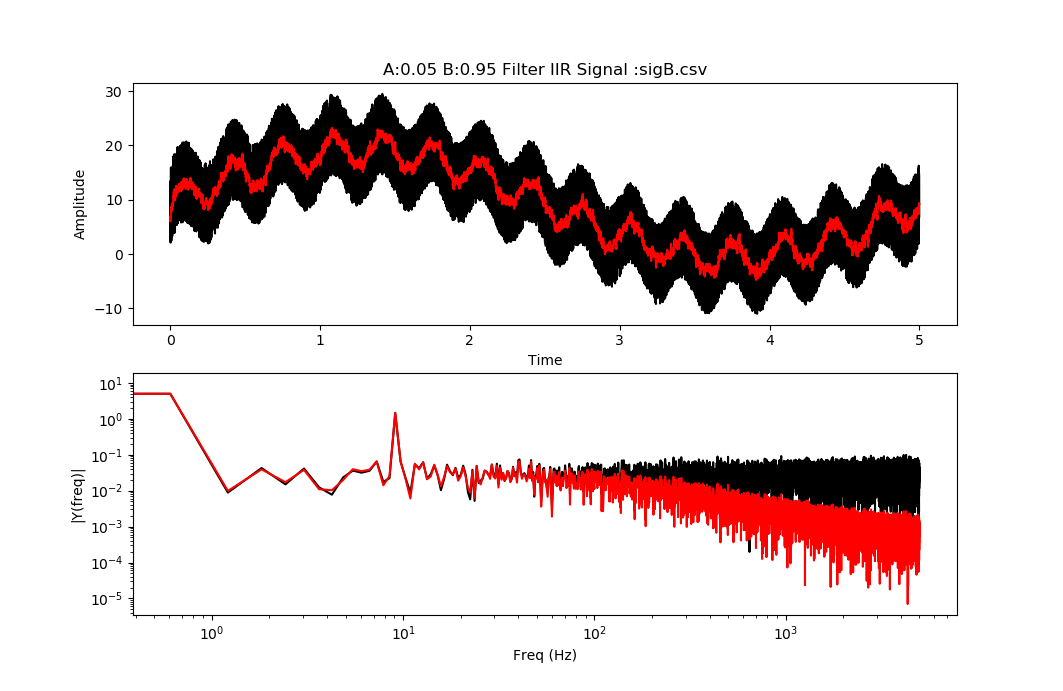 A:0.05 B:0.95 Filter IIR Signal :sigB.csv
30
20
10
0
−10
Amplitude
0 1 2 3 4 5
Time
10¹
10⁰
10⁻¹
10⁻²
10⁻³
10⁻⁴
10⁻⁵
|Y(freq)|
10⁰ 10¹ 10² 10³
Freq (Hz)